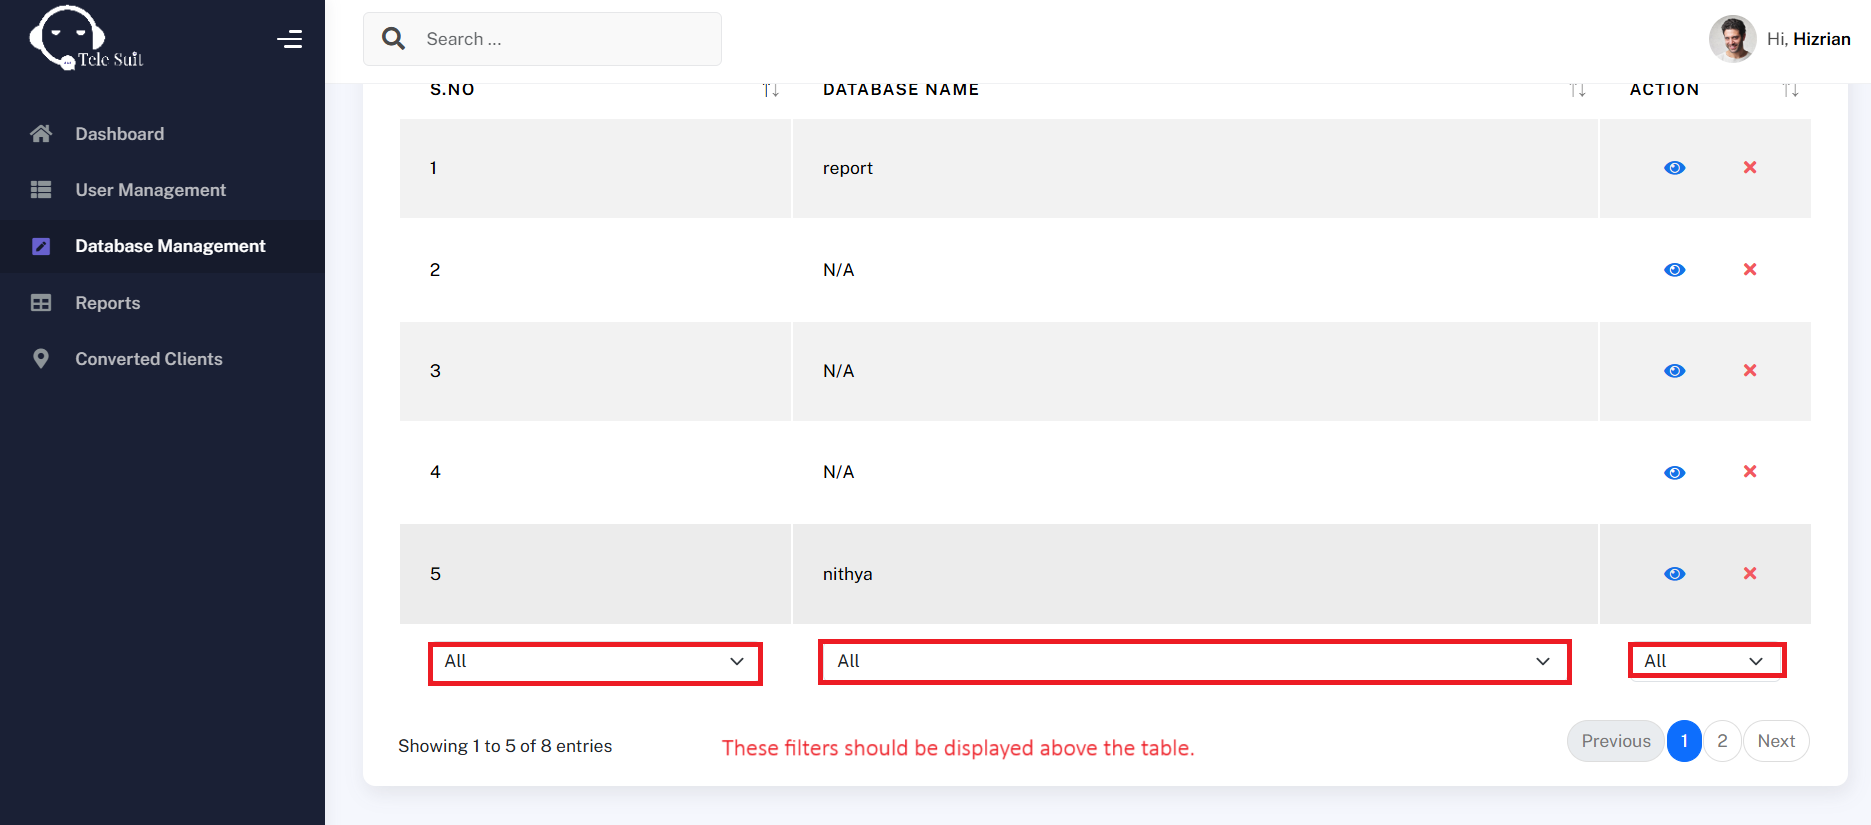 Tele Suit
Search ...
Hi, Hizrian
Dashboard
User Management
Database Management
Reports
Converted Clients
S.NO DATABASE NAME ACTION
1 report
2 N/A
3 N/A
4 N/A
5 nithya
All All All
Showing 1 to 5 of 8 entries
These filters should be displayed above the table.
Previous 1 2 Next